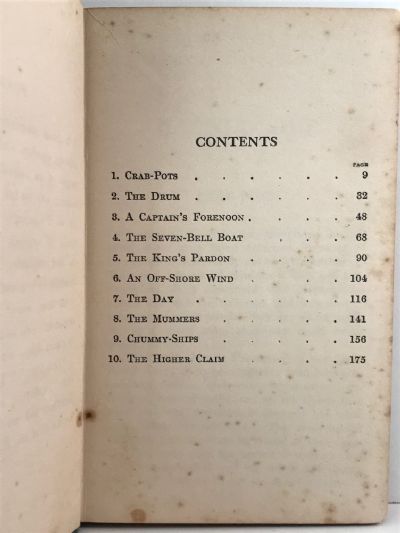 CONTENTS
PAGE
1. CRAB-POTS . . . . . . 9
2. THE DRUM . . . . . 32
3. A CAPTAIN'S FORENOON . . . . 48
4. THE SEVEN-BELL BOAT . . . 68
5. THE KING'S PARDON . . . . 90
6. AN OFF-SHORE WIND . . . . 104
7. THE DAY . . . . . 116
8. THE MUMMERS . . . . 141
9. CHUMMY-SHIPS . . . . 156
10. THE HIGHER CLAIM . . . . 175